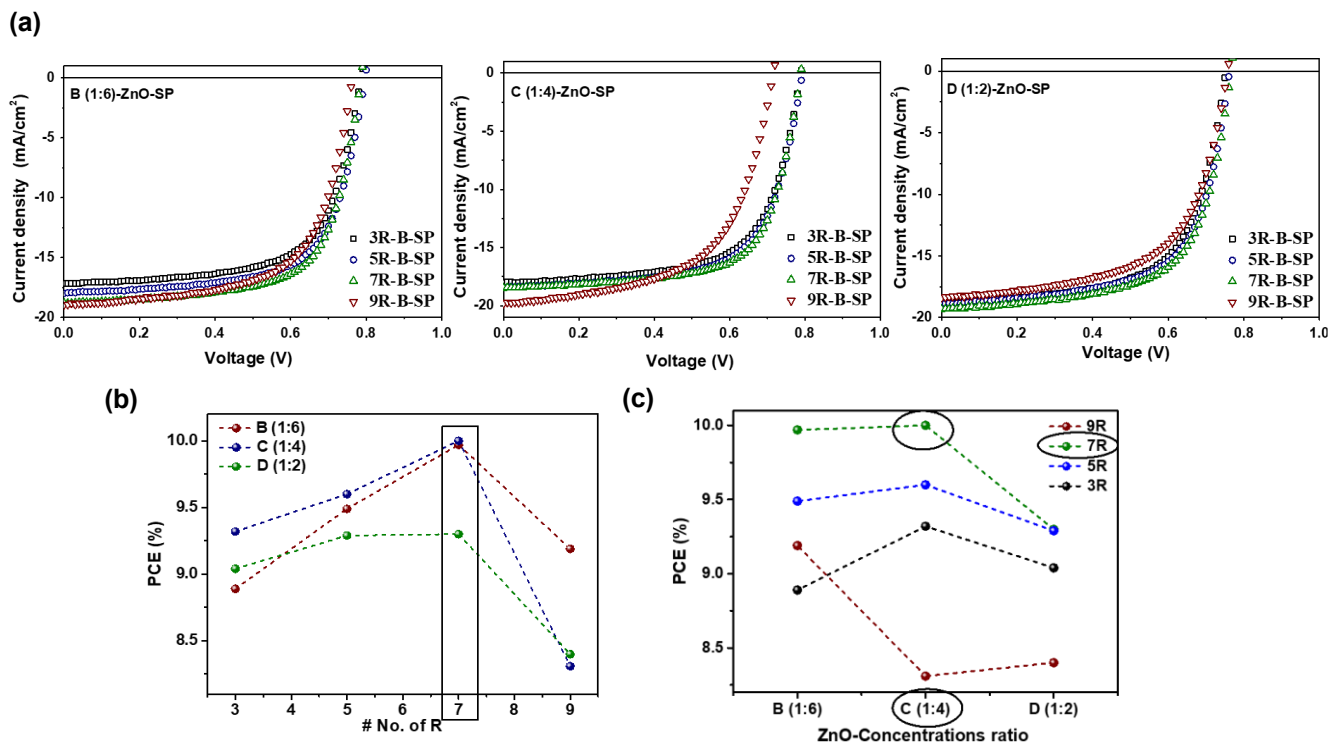 (a)
0
-5
-10
-15
-20
Current density (mA/cm²)
B (1:6)-ZnO-SP
3R-B-SP
5R-B-SP
7R-B-SP
9R-B-SP
0.0 0.2 0.4 0.6 0.8 1.0
Voltage (V)
0
-5
-10
-15
-20
Current density (mA/cm²)
C (1:4)-ZnO-SP
3R-B-SP
5R-B-SP
7R-B-SP
9R-B-SP
0.0 0.2 0.4 0.6 0.8 1.0
Voltage (V)
0
-5
-10
-15
-20
Current density (mA/cm²)
D (1:2)-ZnO-SP
3R-B-SP
5R-B-SP
7R-B-SP
9R-B-SP
0.0 0.2 0.4 0.6 0.8 1.0
Voltage (V)
(b)
B (1:6)
C (1:4)
D (1:2)
10.0
9.5
9.0
8.5
PCE (%)
3 4 5 6 7 8 9
# No. of R
(c)
9R
7R
5R
3R
10.0
9.5
9.0
8.5
PCE (%)
B (1:6) C (1:4) D (1:2)
ZnO-Concentrations ratio